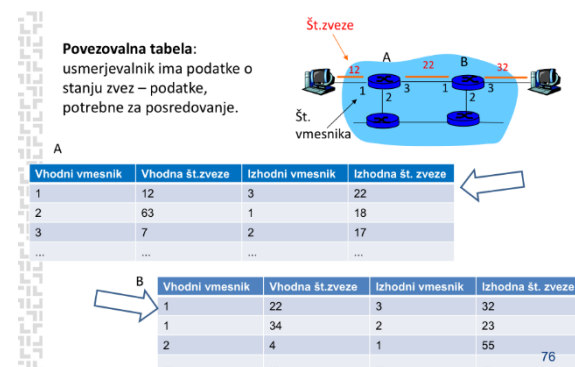 Št.zveze
Povezovalna tabela:
usmerjevalnik ima podatke o
stanju zvez – podatke,
potrebne za posredovanje.
A
B
12
22
32
1
3
1
3
2
2
Št.
vmesnika
A
Vhodni vmesnik Vhodna št.zveze Izhodni vmesnik Izhodna št. zveze
1 12 3 22
2 63 1 18
3 7 2 17
... ... ... ...
B
Vhodni vmesnik Vhodna št.zveze Izhodni vmesnik Izhodna št. zveze
1 22 3 32
1 34 2 23
2 4 1 55
76